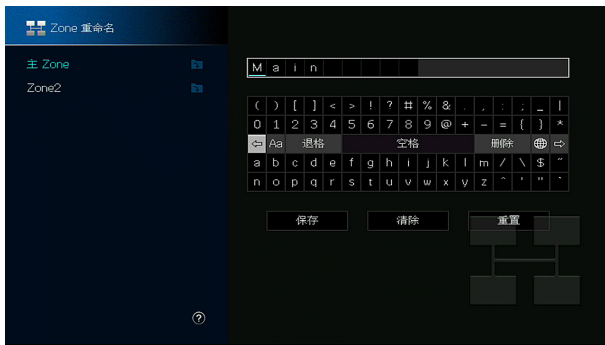 Zone 重命名
主 Zone
Zone2
Main
( ) [ ] < > ! ? # % & . , : ; _ |
0 1 2 3 4 5 6 7 8 9 @ + - = { } *
⇦ Aa 退格 空格 删除 ⇨
a b c d e f g h i j k l m / \ $ ~
n o p q r s t u v w x y z ^ ' " `
保存 清除 重置
?